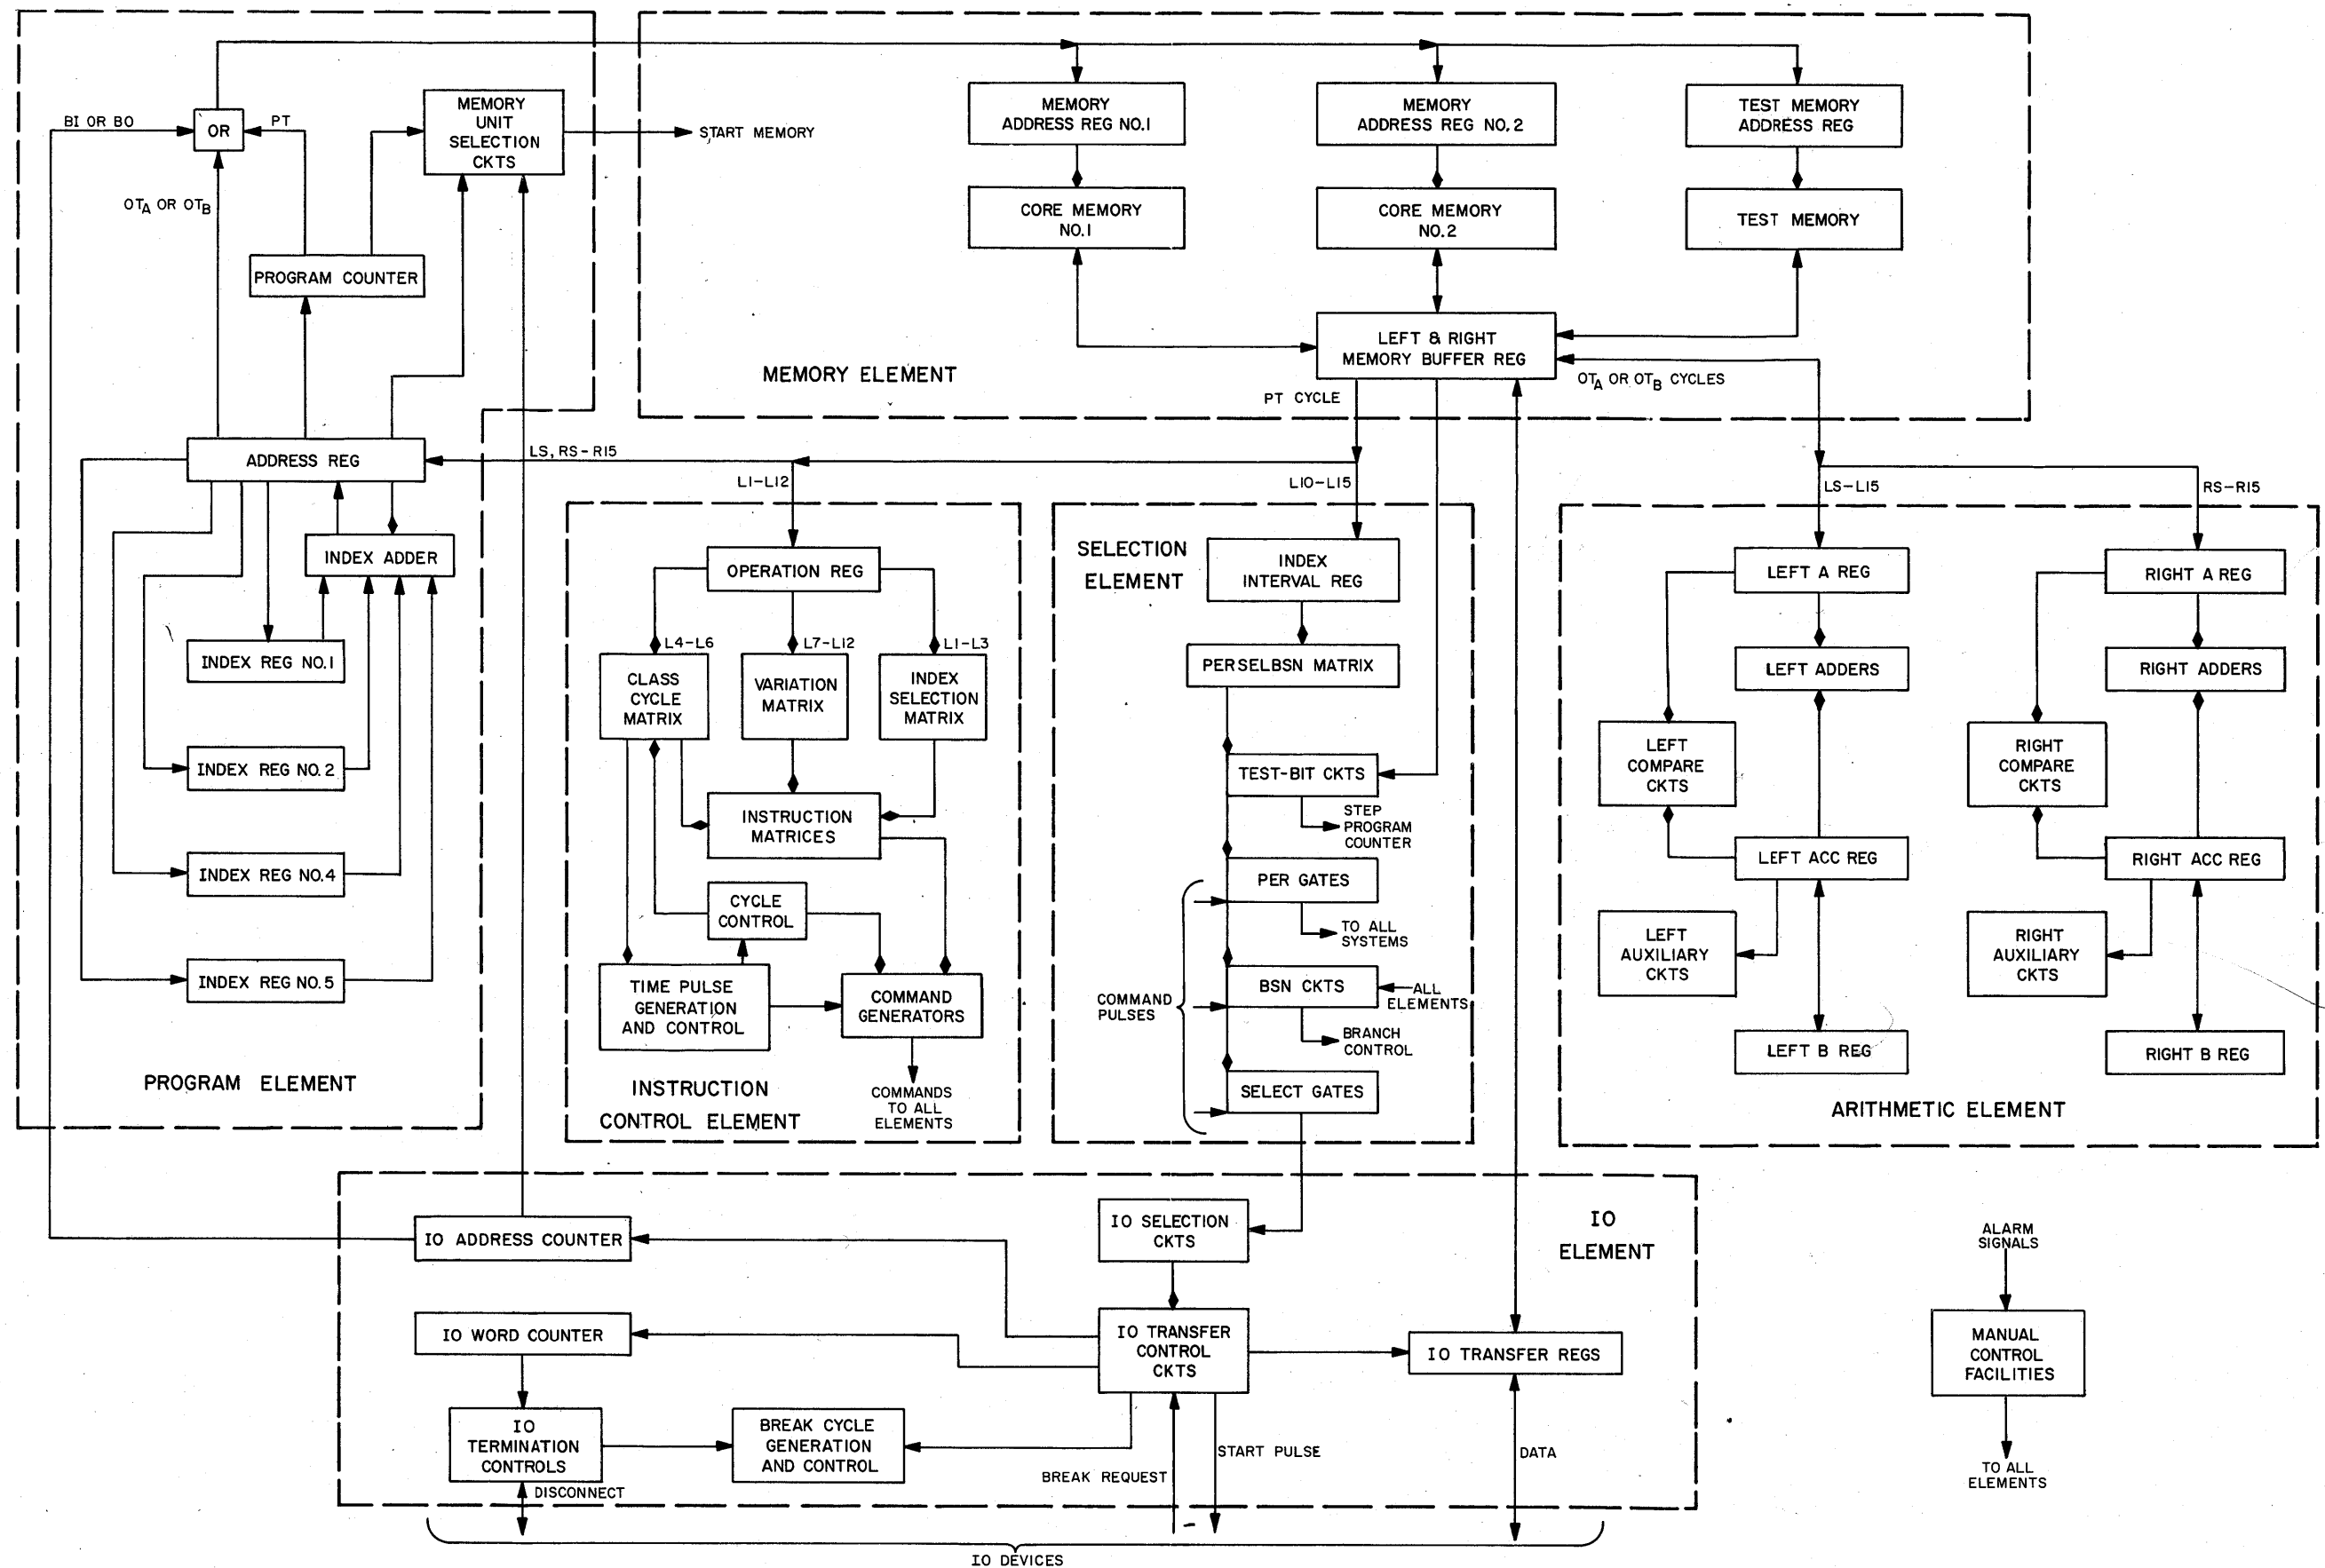 BI OR BO
OR
PT
MEMORY
UNIT
SELECTION
CKTS
START MEMORY
OTA OR OTB
PROGRAM COUNTER
ADDRESS REG
INDEX ADDER
INDEX REG NO.1
INDEX REG NO.2
INDEX REG NO.4
INDEX REG NO.5
PROGRAM ELEMENT
MEMORY
ADDRESS REG NO.1
MEMORY
ADDRESS REG NO.2
TEST MEMORY
ADDRESS REG
CORE MEMORY
NO.1
CORE MEMORY
NO.2
TEST MEMORY
LEFT & RIGHT
MEMORY BUFFER REG
MEMORY ELEMENT
PT CYCLE
OTA OR OTB CYCLES
LS, RS-R15
L1-L12
L10-L15
LS-L15
RS-R15
OPERATION REG
L4-L6
L7-L12
L1-L3
CLASS
CYCLE
MATRIX
VARIATION
MATRIX
INDEX
SELECTION
MATRIX
INSTRUCTION
MATRICES
CYCLE
CONTROL
TIME PULSE
GENERATION
AND CONTROL
COMMAND
GENERATORS
COMMANDS
TO ALL
ELEMENTS
INSTRUCTION
CONTROL ELEMENT
SELECTION
ELEMENT
INDEX
INTERVAL REG
PERSELBSN MATRIX
TEST-BIT CKTS
STEP
PROGRAM
COUNTER
PER GATES
TO ALL
SYSTEMS
BSN CKTS
ALL
ELEMENTS
COMMAND
PULSES
BRANCH
CONTROL
SELECT GATES
LEFT A REG
RIGHT A REG
LEFT ADDERS
RIGHT ADDERS
LEFT
COMPARE
CKTS
RIGHT
COMPARE
CKTS
LEFT ACC REG
RIGHT ACC REG
LEFT
AUXILIARY
CKTS
RIGHT
AUXILIARY
CKTS
LEFT B REG
RIGHT B REG
ARITHMETIC ELEMENT
IO ADDRESS COUNTER
IO SELECTION
CKTS
IO
ELEMENT
IO WORD COUNTER
IO TRANSFER
CONTROL
CKTS
IO TRANSFER REGS
IO
TERMINATION
CONTROLS
BREAK CYCLE
GENERATION
AND CONTROL
DISCONNECT
BREAK REQUEST
START PULSE
DATA
IO DEVICES
ALARM
SIGNALS
MANUAL
CONTROL
FACILITIES
TO ALL
ELEMENTS